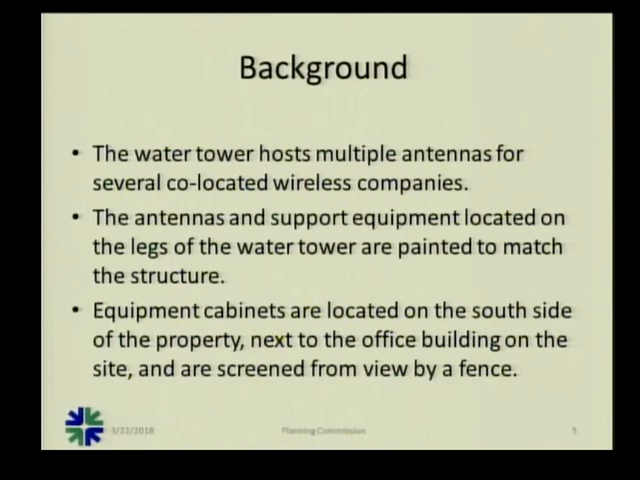 Background
• The water tower hosts multiple antennas for
several co-located wireless companies.
• The antennas and support equipment located on
the legs of the water tower are painted to match
the structure.
• Equipment cabinets are located on the south side
of the property, next to the office building on the
site, and are screened from view by a fence.
3/22/2018
Planning Commission
5